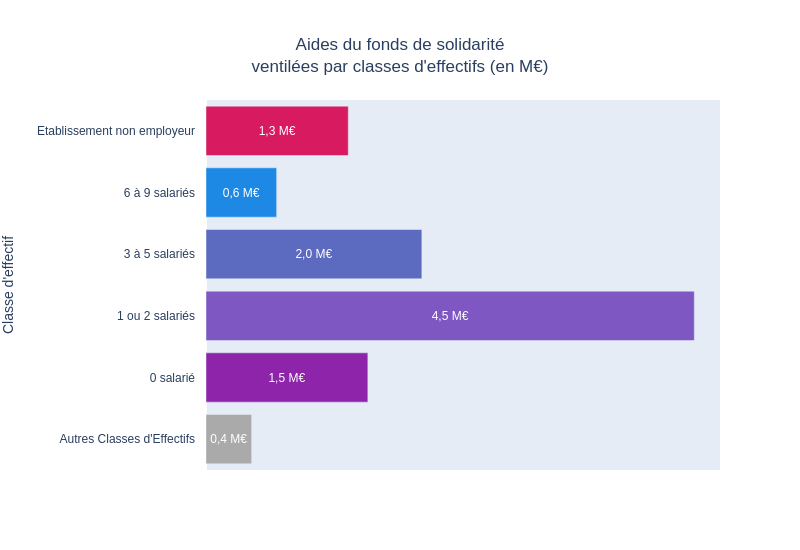 Aides du fonds de solidarité
ventilées par classes d'effectifs (en M€)
Classe d'effectif
Etablissement non employeur
1,3 M€
6 à 9 salariés
0,6 M€
3 à 5 salariés
2,0 M€
1 ou 2 salariés
4,5 M€
0 salarié
1,5 M€
Autres Classes d'Effectifs
0,4 M€